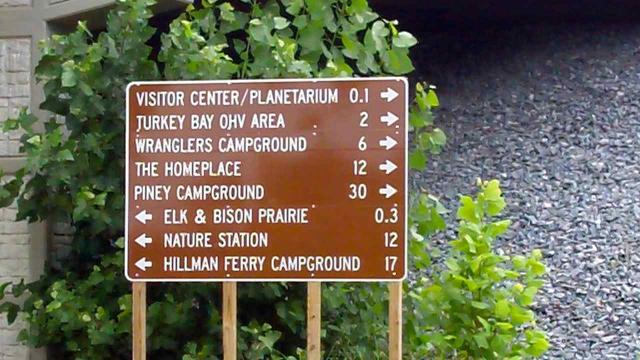 VISITOR CENTER/PLANETARIUM 0.1 →
TURKEY BAY OHV AREA 2 →
WRANGLERS CAMPGROUND 6 →
THE HOMEPLACE 12 →
PINEY CAMPGROUND 30 →
← ELK & BISON PRAIRIE 0.3
← NATURE STATION 12
← HILLMAN FERRY CAMPGROUND 17